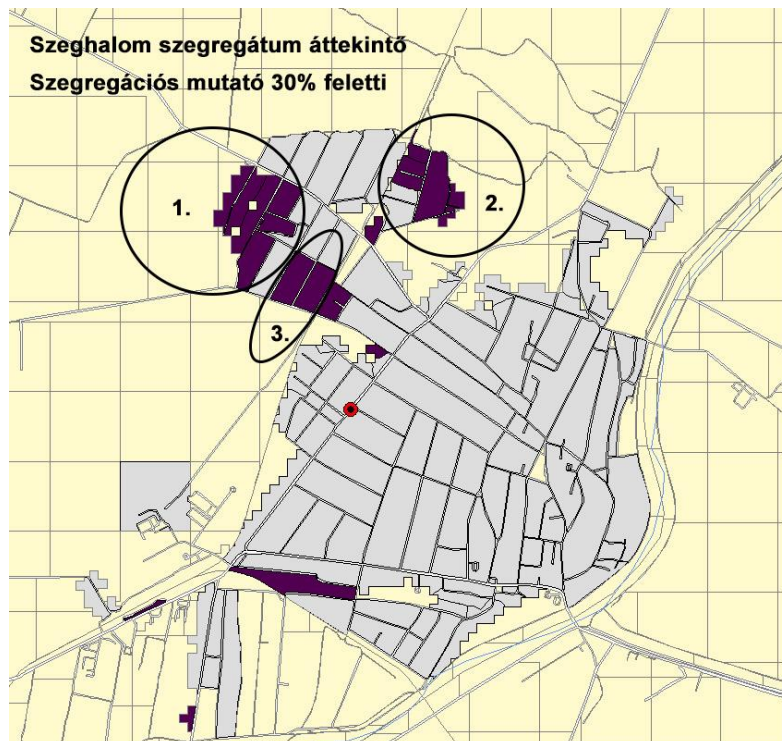 Szeghalom szegregátum áttekintő
Szegregációs mutató 30% feletti
1.
2.
3.